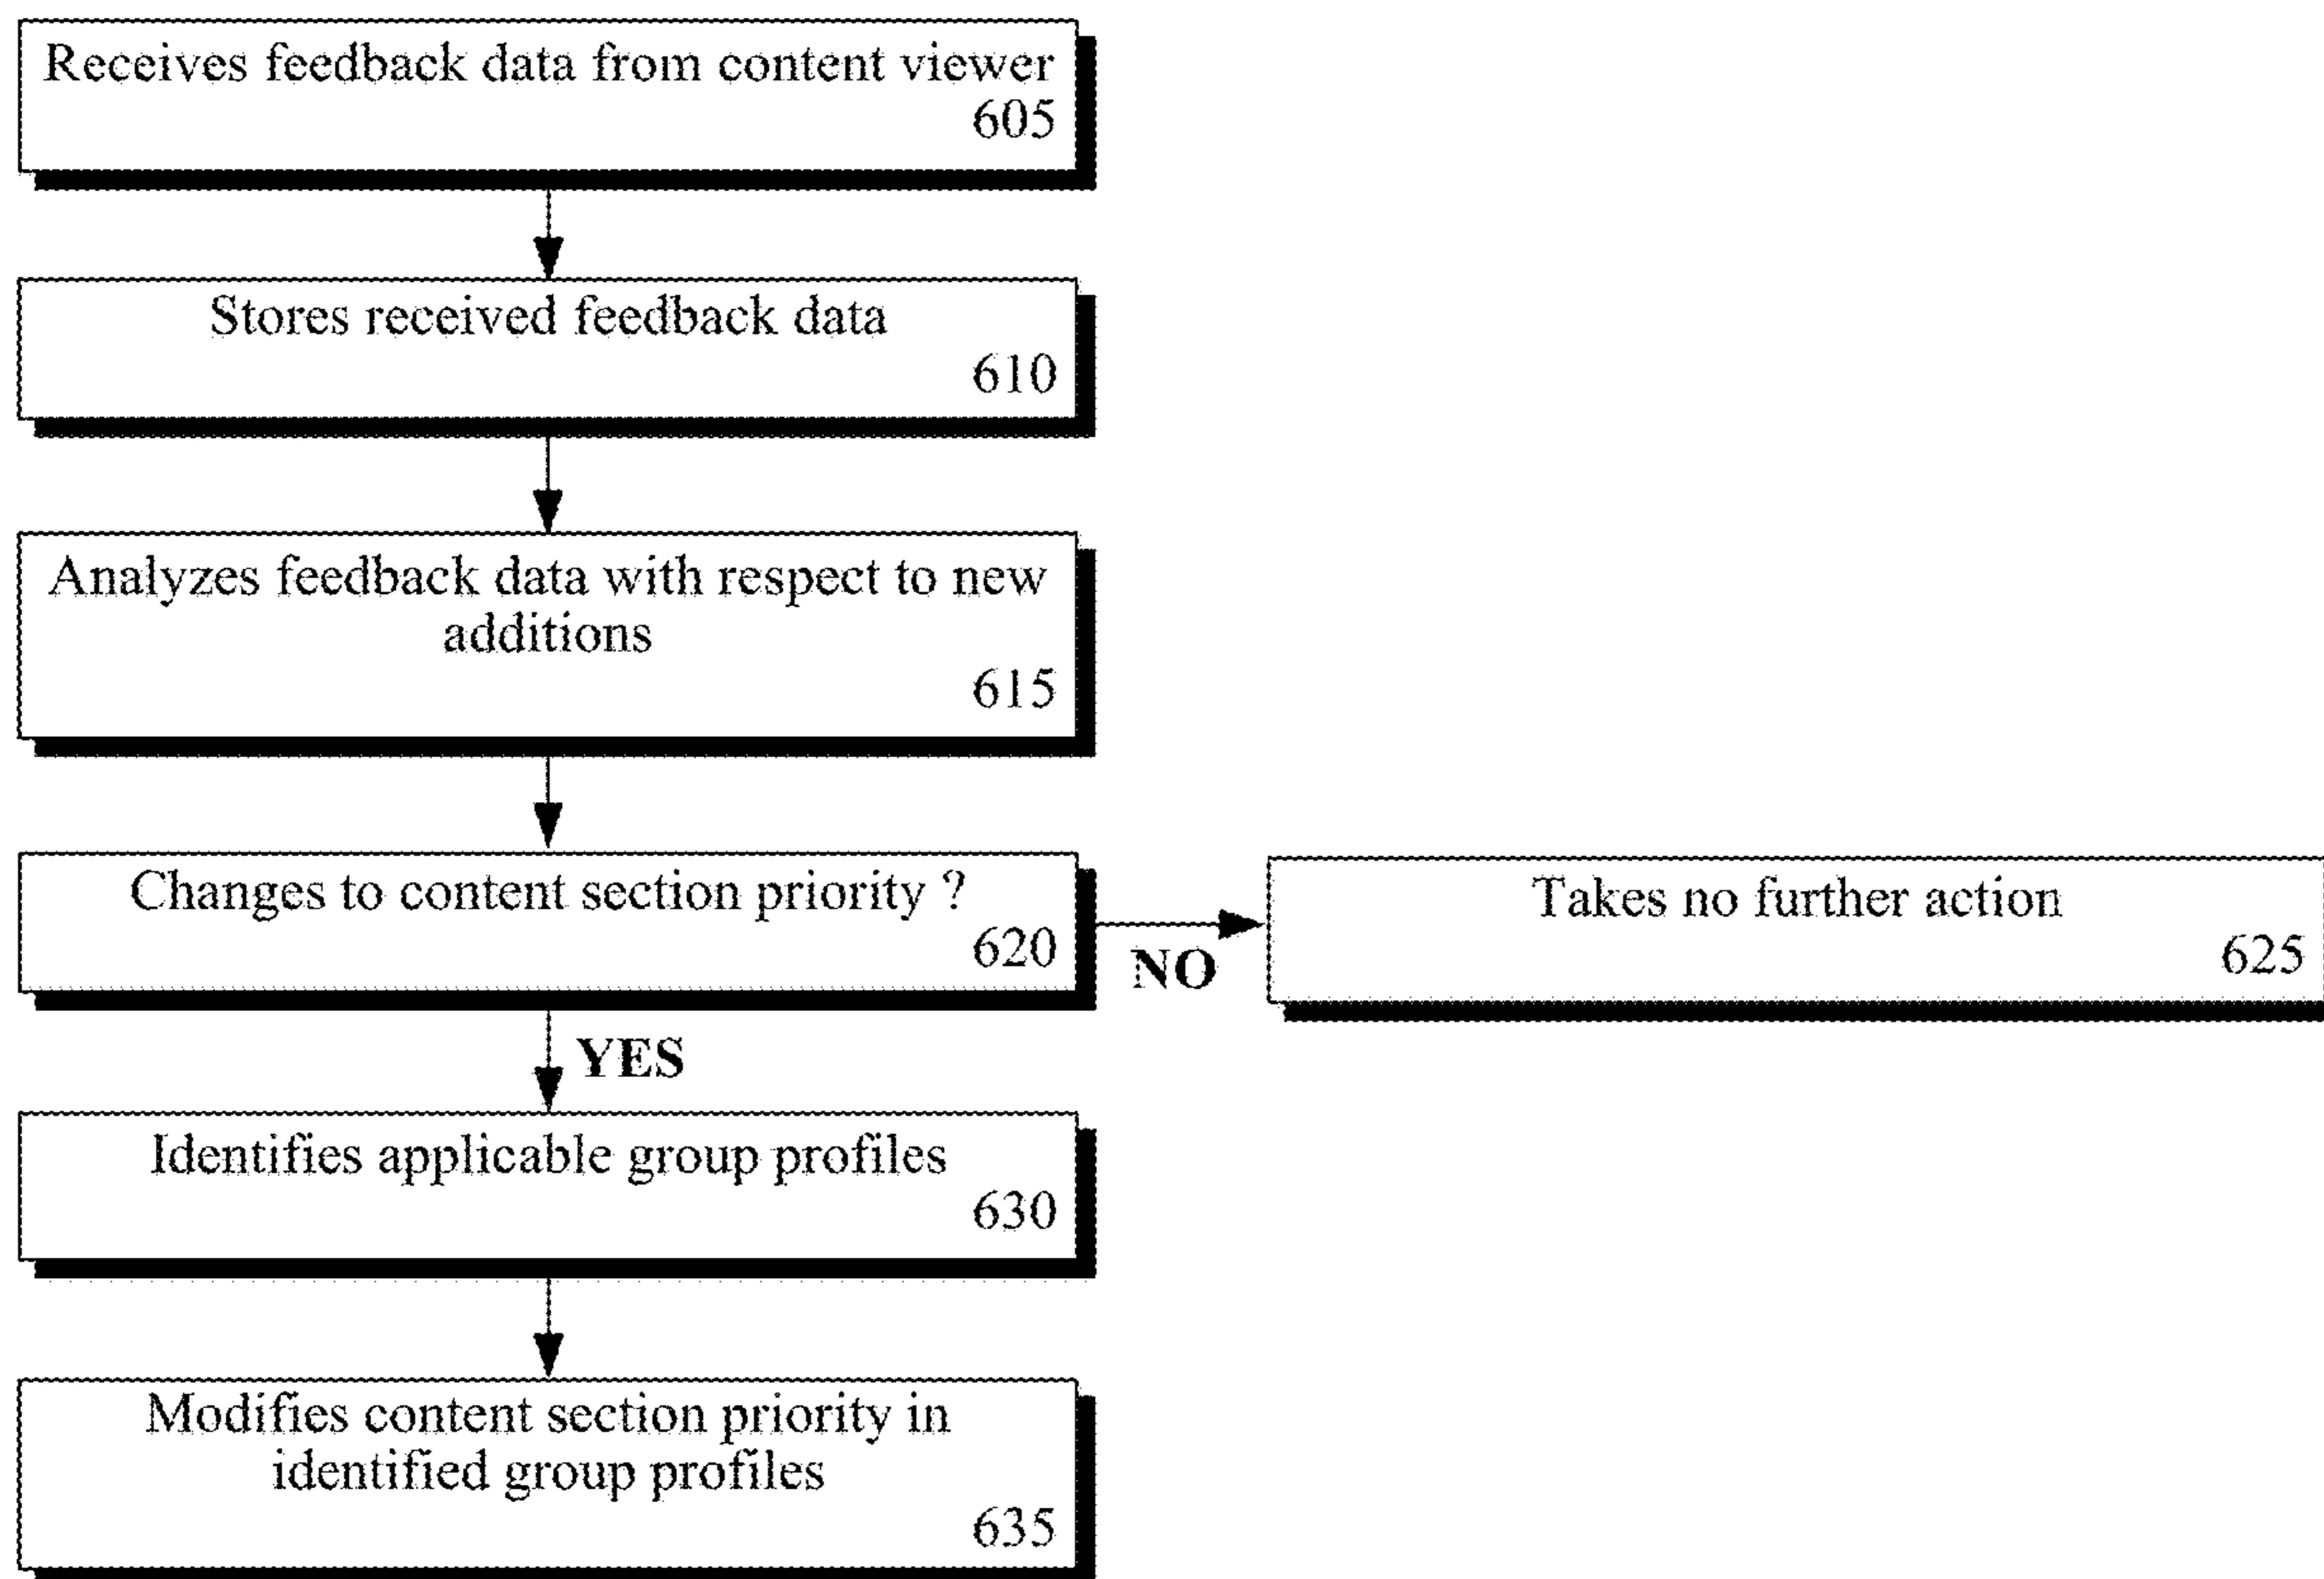 Receives feedback data from content viewer
605
Stores received feedback data
610
Analyzes feedback data with respect to new
additions
615
Changes to content section priority ?
620
NO
Takes no further action
625
YES
Identifies applicable group profiles
630
Modifies content section priority in
identified group profiles
635